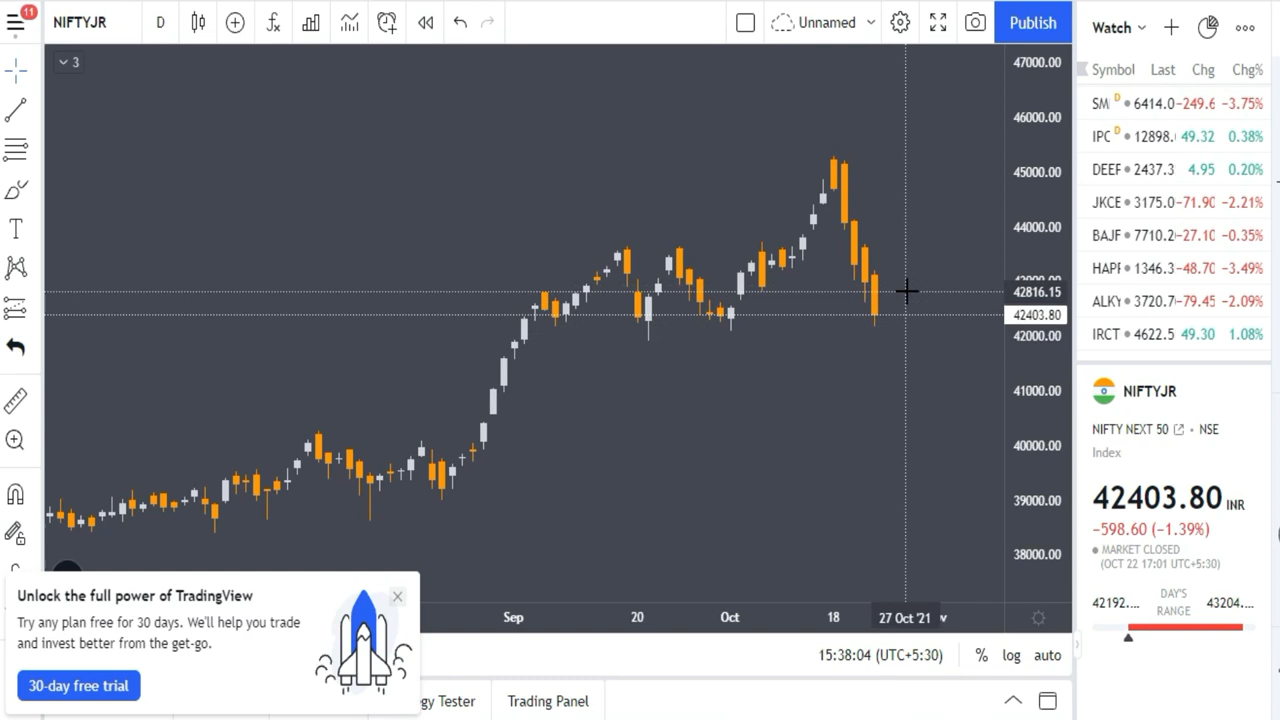 11
NIFTYJR
D
Unnamed
Publish
Watch
3
Symbol Last Chg Chg%
SM D 6414.0 −249.6 −3.75%
IPC D 12898. 49.32 0.38%
DEEF 2437.3 4.95 0.20%
JKCE 3175.0 −71.90 −2.21%
BAJF 7710.2 −27.10 −0.35%
HAPF 1346.3 −48.70 −3.49%
ALKY 3720.7 −79.45 −2.09%
IRCT 4622.5 49.30 1.08%
47000.00
46000.00
45000.00
44000.00
42816.15
42403.80
42000.00
41000.00
40000.00
39000.00
38000.00
NIFTYJR
NIFTY NEXT 50 • NSE
Index
42403.80 INR
−598.60 (−1.39%)
MARKET CLOSED
(OCT 22 17:01 UTC+5:30)
42192... DAY'S RANGE 43204....
Sep 20 Oct 18 27 Oct '21
Unlock the full power of TradingView
Try any plan free for 30 days. We'll help you trade
and invest better from the get-go.
30-day free trial
15:38:04 (UTC+5:30) % log auto
gy Tester Trading Panel